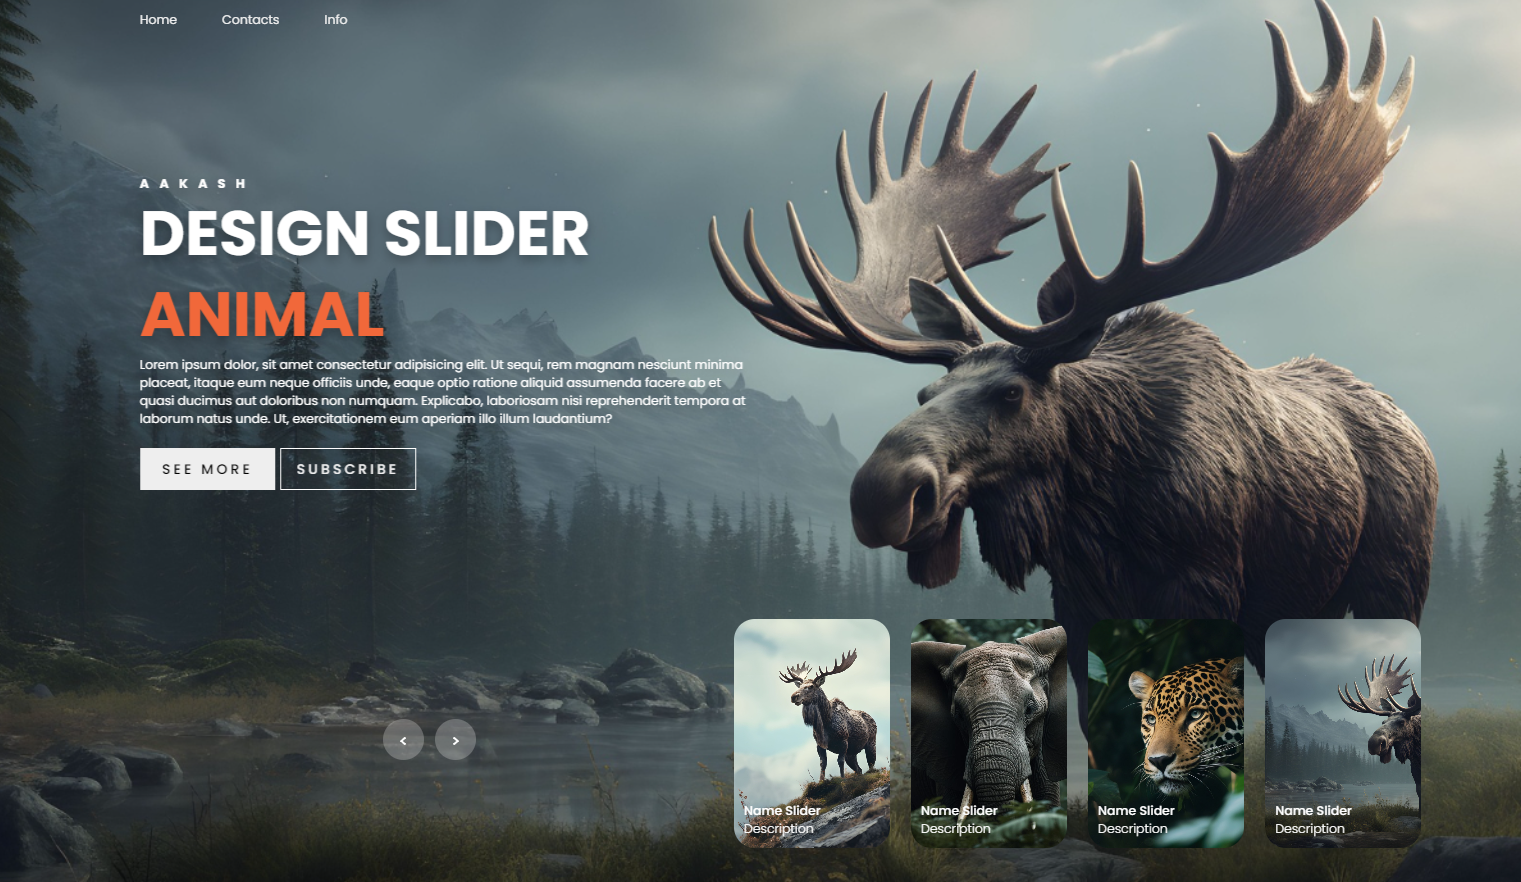 Home Contacts Info
AAKASH
DESIGN SLIDER
ANIMAL
Lorem ipsum dolor, sit amet consectetur adipisicing elit. Ut sequi, rem magnam nesciunt minima
placeat, itaque eum neque officiis unde, eaque optio ratione aliquid assumenda facere ab et
quasi ducimus aut doloribus non numquam. Explicabo, laboriosam nisi reprehenderit tempora at
laborum natus unde. Ut, exercitationem eum aperiam illo illum laudantium?
SEE MORE SUBSCRIBE
< >
Name Slider
Description
Name Slider
Description
Name Slider
Description
Name Slider
Description